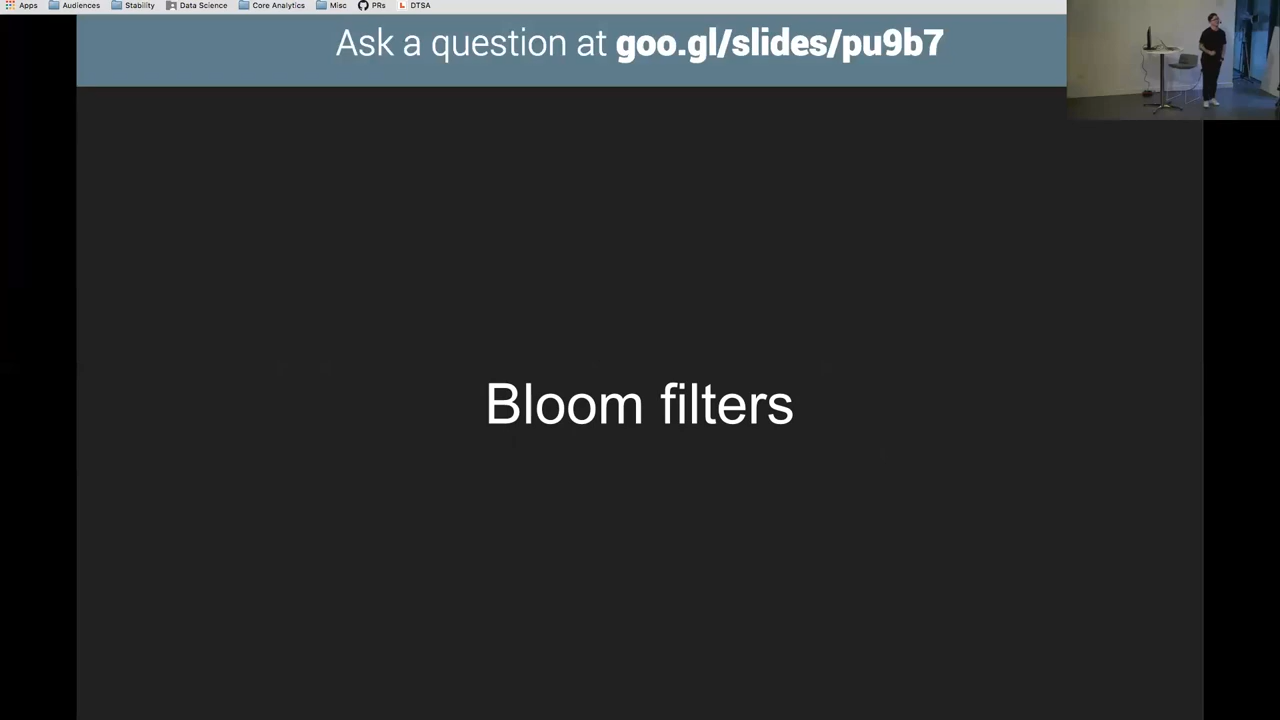 Apps Audiences Stability Data Science Core Analytics Misc PRs DTSA
Ask a question at goo.gl/slides/pu9b7
Bloom filters